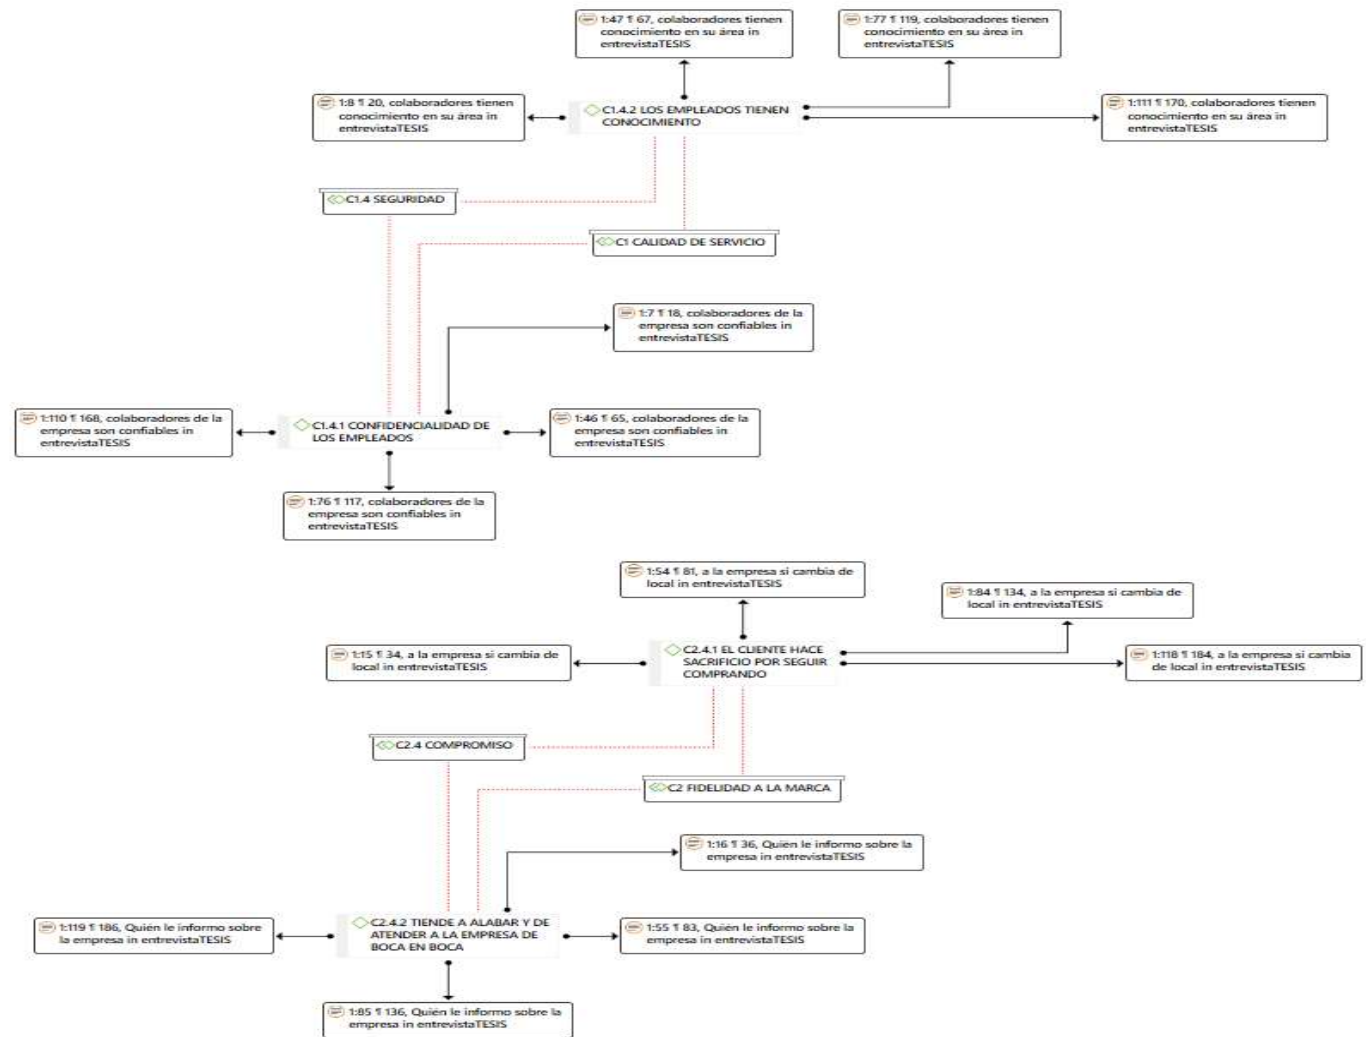 1:47 ¶ 67, colaboradores tienen
conocimiento en su área in
entrevistaTESIS
1:77 ¶ 119, colaboradores tienen
conocimiento en su área in
entrevistaTESIS
1:8 ¶ 20, colaboradores tienen
conocimiento en su área in
entrevistaTESIS
C1.4.2 LOS EMPLEADOS TIENEN
CONOCIMIENTO
1:111 ¶ 170, colaboradores tienen
conocimiento en su área in
entrevistaTESIS
C1.4 SEGURIDAD
C1 CALIDAD DE SERVICIO
1:7 ¶ 18, colaboradores de la
empresa son confiables in
entrevistaTESIS
1:110 ¶ 168, colaboradores de la
empresa son confiables in
entrevistaTESIS
C1.4.1 CONFIDENCIALIDAD DE
LOS EMPLEADOS
1:46 ¶ 65, colaboradores de la
empresa son confiables in
entrevistaTESIS
1:76 ¶ 117, colaboradores de la
empresa son confiables in
entrevistaTESIS
1:54 ¶ 81, a la empresa si cambia de
local in entrevistaTESIS
1:84 ¶ 134, a la empresa si cambia de
local in entrevistaTESIS
1:15 ¶ 34, a la empresa si cambia de
local in entrevistaTESIS
C2.4.1 EL CLIENTE HACE
SACRIFICIO POR SEGUIR
COMPRANDO
1:118 ¶ 184, a la empresa si cambia
de local in entrevistaTESIS
C2.4 COMPROMISO
C2 FIDELIDAD A LA MARCA
1:16 ¶ 36, Quién le informo sobre la
empresa in entrevistaTESIS
1:119 ¶ 186, Quién le informo sobre
la empresa in entrevistaTESIS
C2.4.2 TIENDE A ALABAR Y DE
ATENDER A LA EMPRESA DE
BOCA EN BOCA
1:55 ¶ 83, Quién le informo sobre la
empresa in entrevistaTESIS
1:85 ¶ 136, Quién le informo sobre la
empresa in entrevistaTESIS